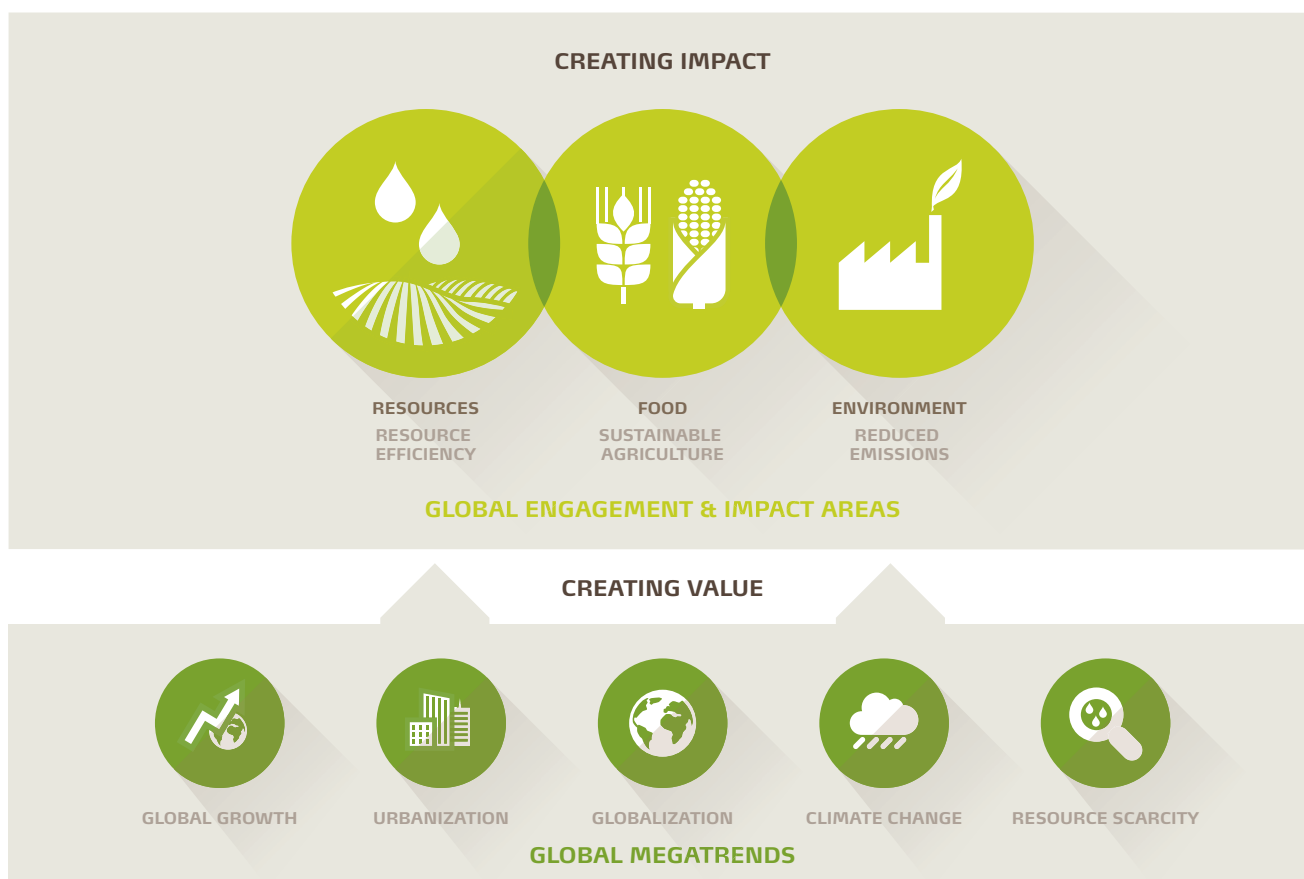 CREATING IMPACT
RESOURCES
RESOURCE
EFFICIENCY
FOOD
SUSTAINABLE
AGRICULTURE
ENVIRONMENT
REDUCED
EMISSIONS
GLOBAL ENGAGEMENT & IMPACT AREAS
CREATING VALUE
GLOBAL GROWTH
URBANIZATION
GLOBALIZATION
CLIMATE CHANGE
RESOURCE SCARCITY
GLOBAL MEGATRENDS